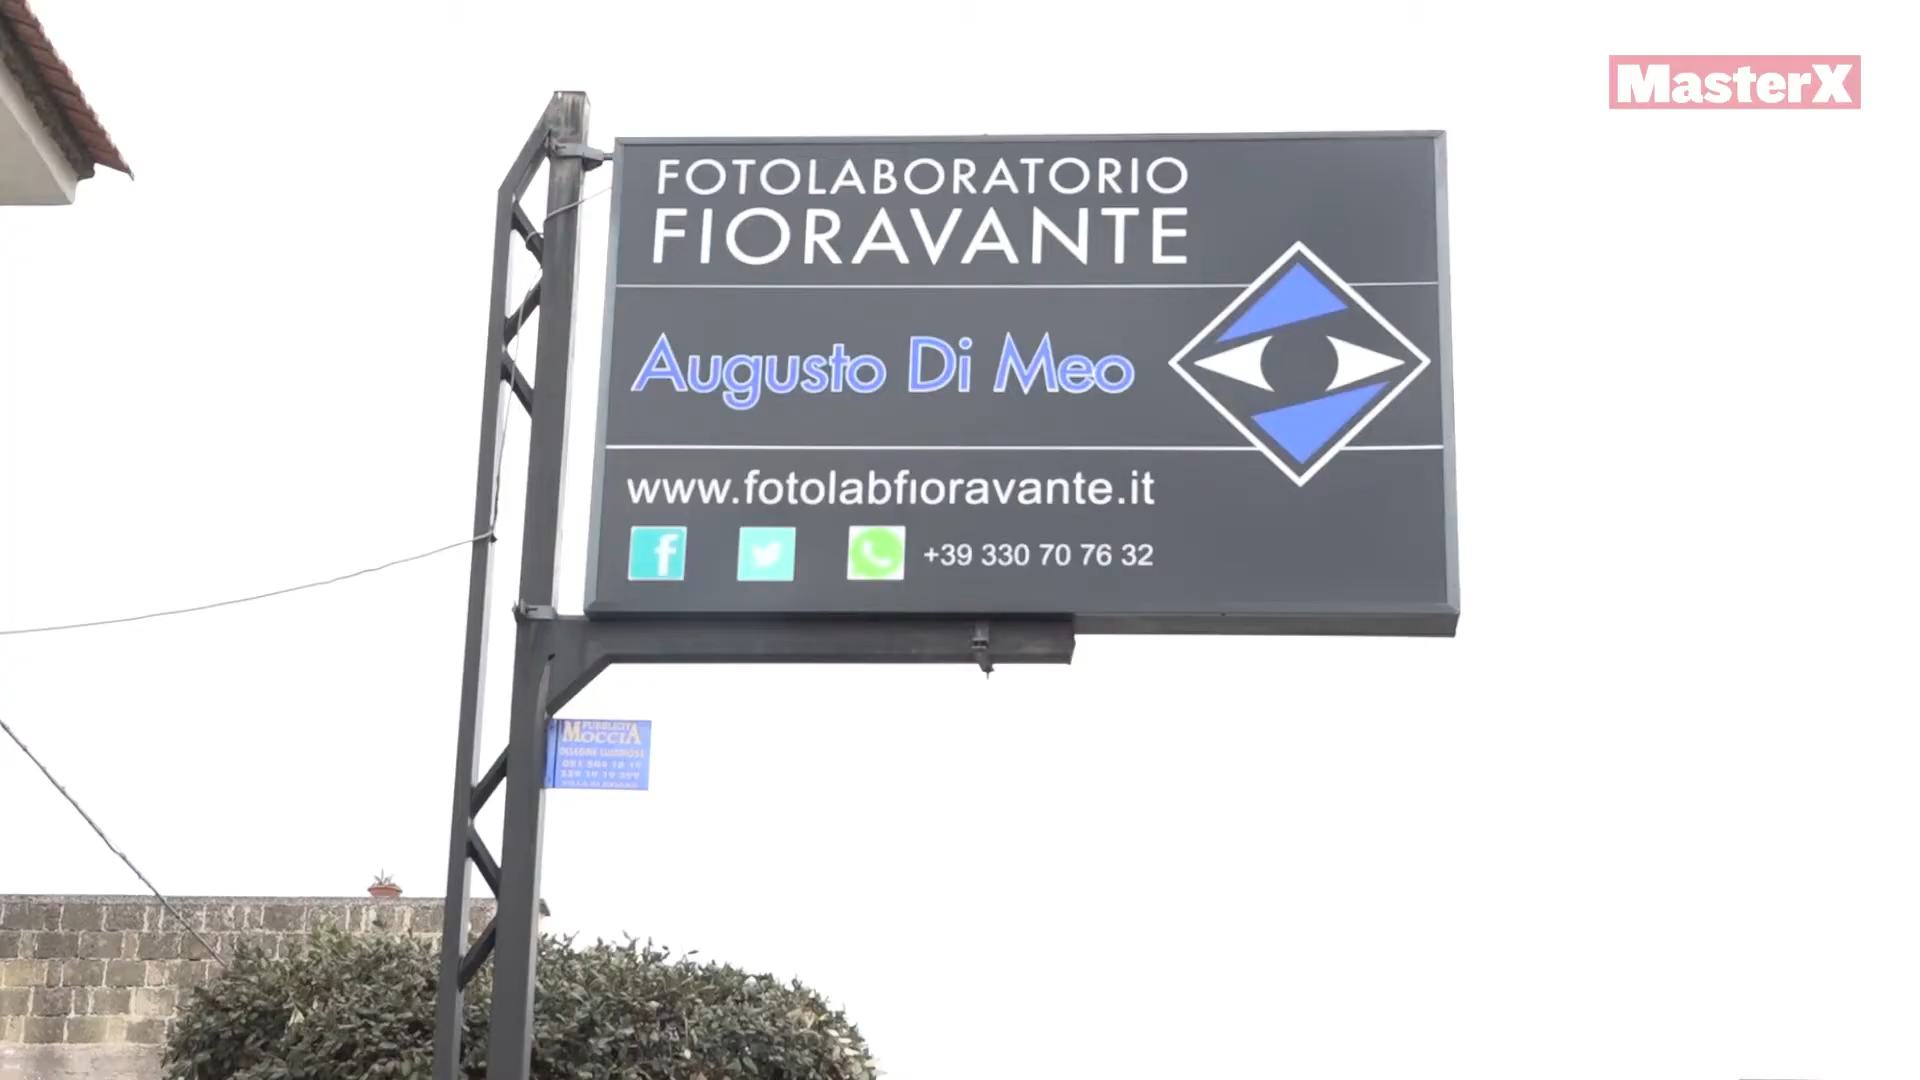 MasterX
FOTOLABORATORIO
FIORAVANTE
Augusto Di Meo
www.fotolabfioravante.it
f
+39 330 70 76 32
PUBBLICITÀ
MOCCIA